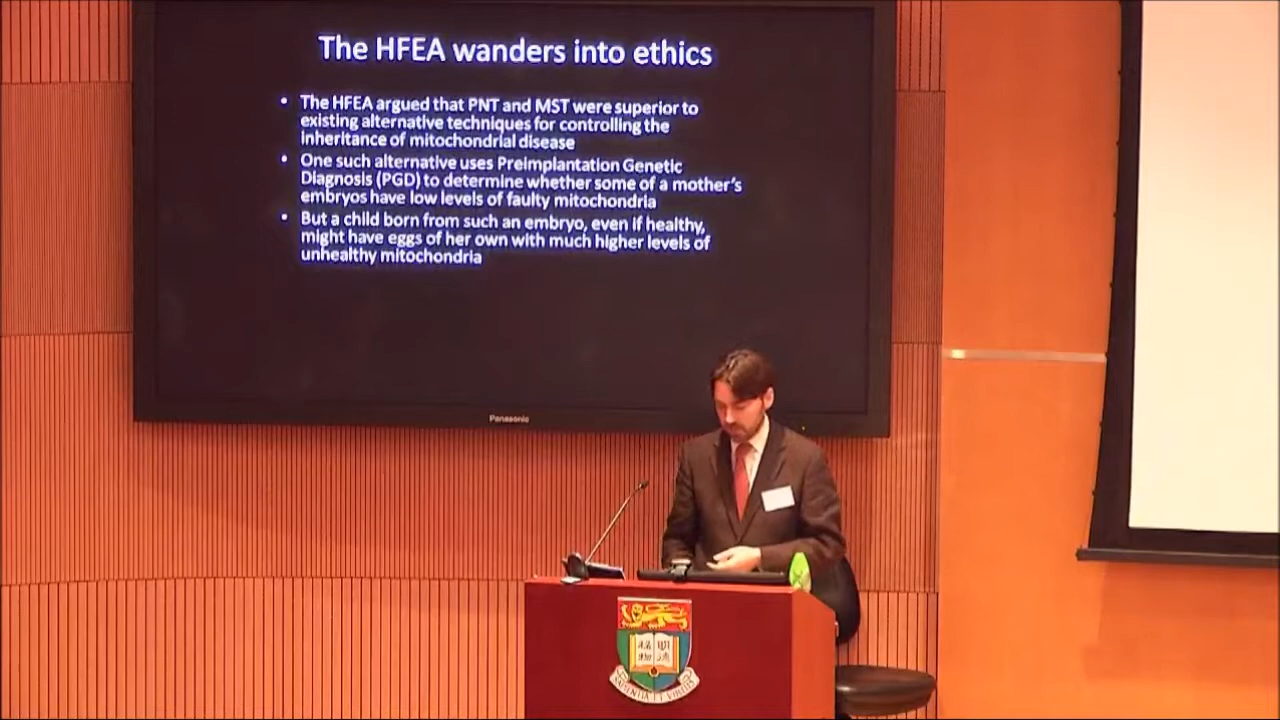 The HFEA wanders into ethics
• The HFEA argued that PNT and MST were superior to
existing alternative techniques for controlling the
inheritance of mitochondrial disease
• One such alternative uses Preimplantation Genetic
Diagnosis (PGD) to determine whether some of a mother's
embryos have low levels of faulty mitochondria
• But a child born from such an embryo, even if healthy,
might have eggs of her own with much higher levels of
unhealthy mitochondria
Panasonic
SAPIENTIA ET VIRTUS